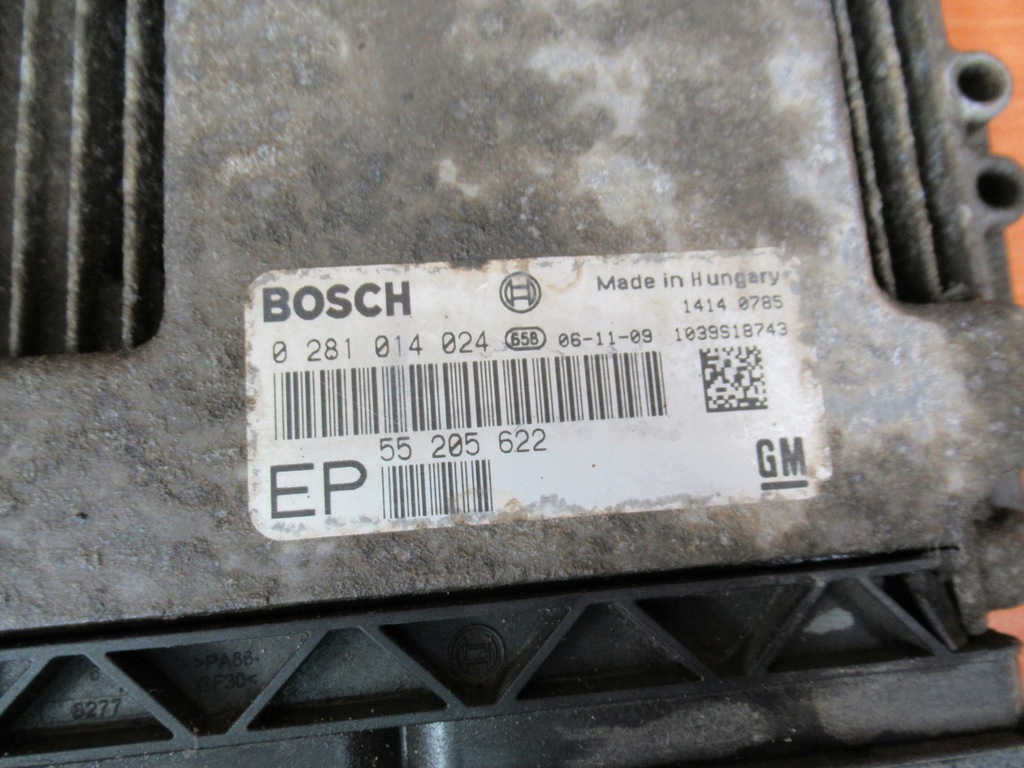 BOSCH
Made in Hungary
1414 0785
0 281 014 024 658 06-11-09 1039S18743
55 205 622
EP
GM
>PA66-
GF30<
6277